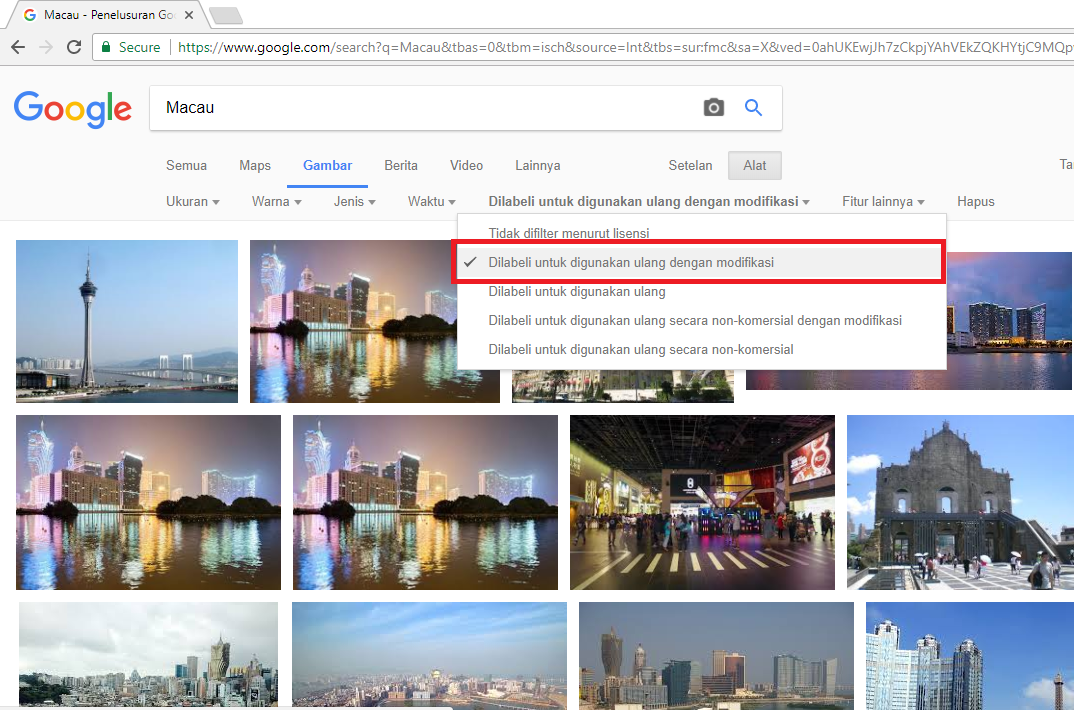 Macau - Penelusuran Goo
Secure https://www.google.com/search?q=Macau&tbas=0&tbm=isch&source=Int&tbs=sur:fmc&sa=X&ved=0ahUKEwjJh7zCkpjYAhVEkZQKHYtjC9MQp
Google
Macau
Semua Maps Gambar Berita Video Lainnya Setelan Alat Ta
Ukuran Warna Jenis Waktu Dilabeli untuk digunakan ulang dengan modifikasi Fitur lainnya Hapus
Tidak difilter menurut lisensi
Dilabeli untuk digunakan ulang dengan modifikasi
Dilabeli untuk digunakan ulang
Dilabeli untuk digunakan ulang secara non-komersial dengan modifikasi
Dilabeli untuk digunakan ulang secara non-komersial